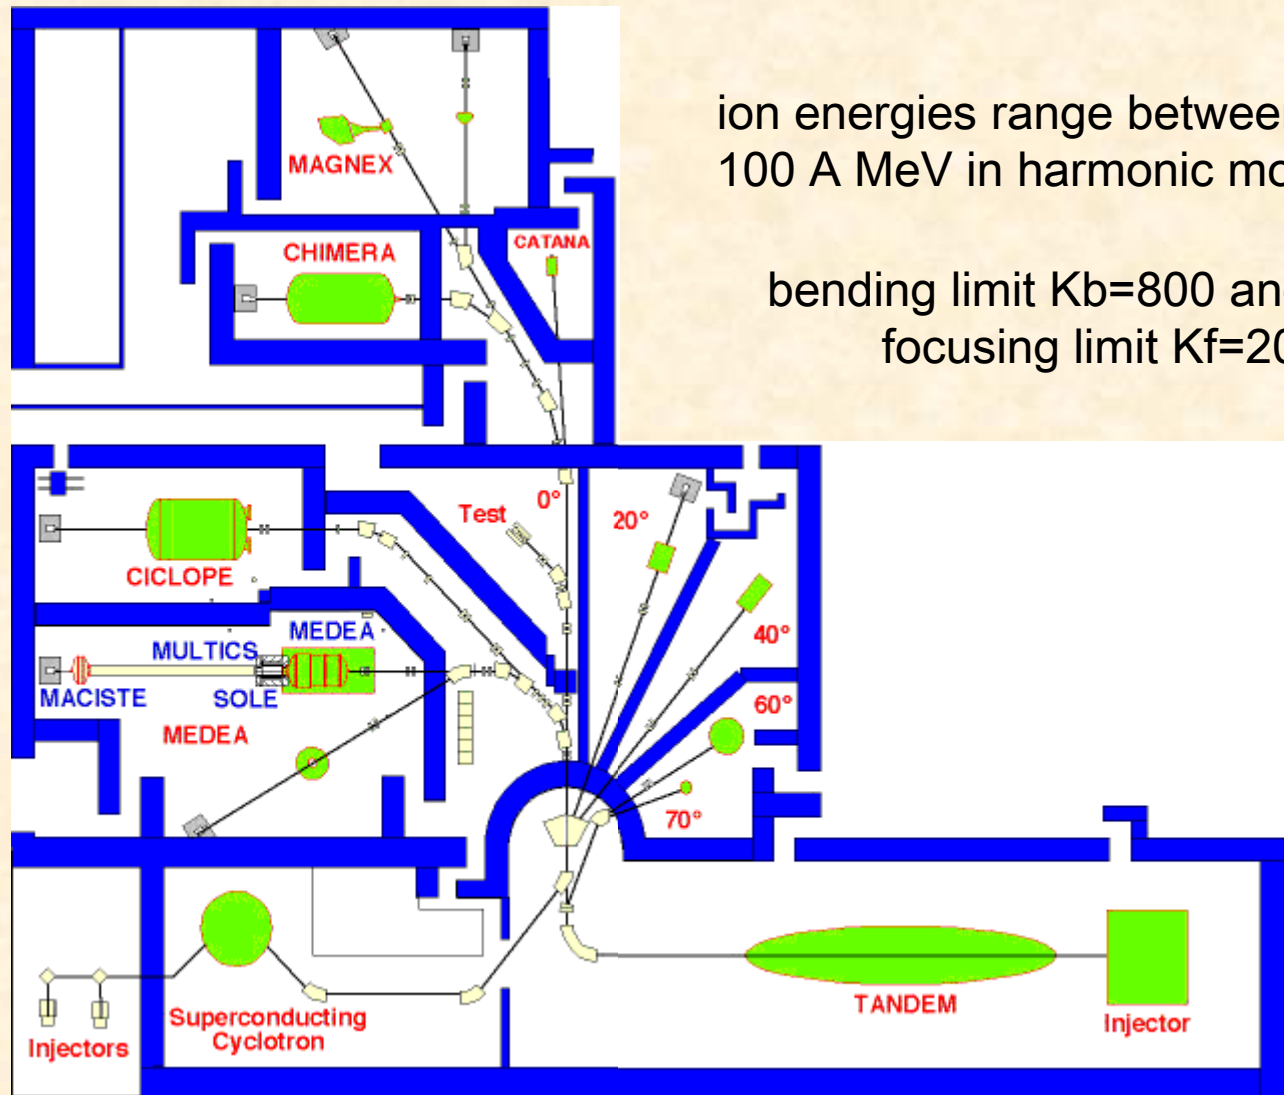 ion energies range between
100 A MeV in harmonic mo
bending limit Kb=800 an
focusing limit Kf=20
MAGNEX
CHIMERA
CATANA
Test
0°
20°
CICLOPE
40°
MULTICS
MEDEA
MACISTE
SOLE
60°
MEDEA
70°
TANDEM
Superconducting
Cyclotron
Injector
Injectors